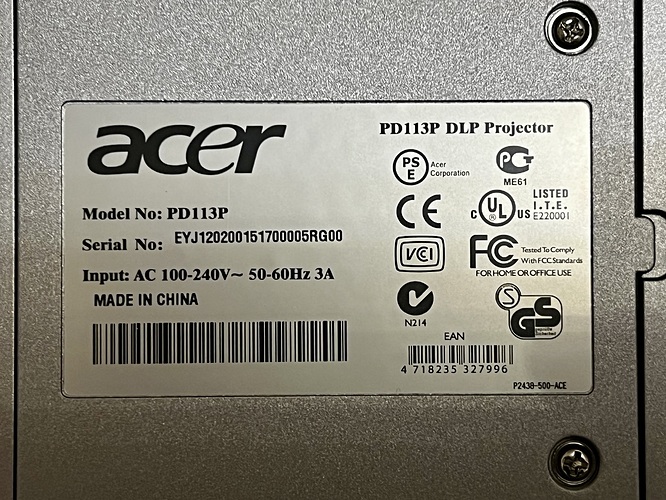 acer
PD113P DLP Projector
PS
E
Acer
Corporation
PCT
ME61
Model No: PD113P
Serial No: EYJ120200151700005RG00
Input: AC 100-240V~ 50-60Hz 3A
MADE IN CHINA
CE
C UL US
LISTED
I.T.E.
E220001
VCI
FC
Tested To Comply
With FCC Standards
FOR HOME OR OFFICE USE
N214
S
GS
EAN
4 718235 327996
P2438-500-ACE